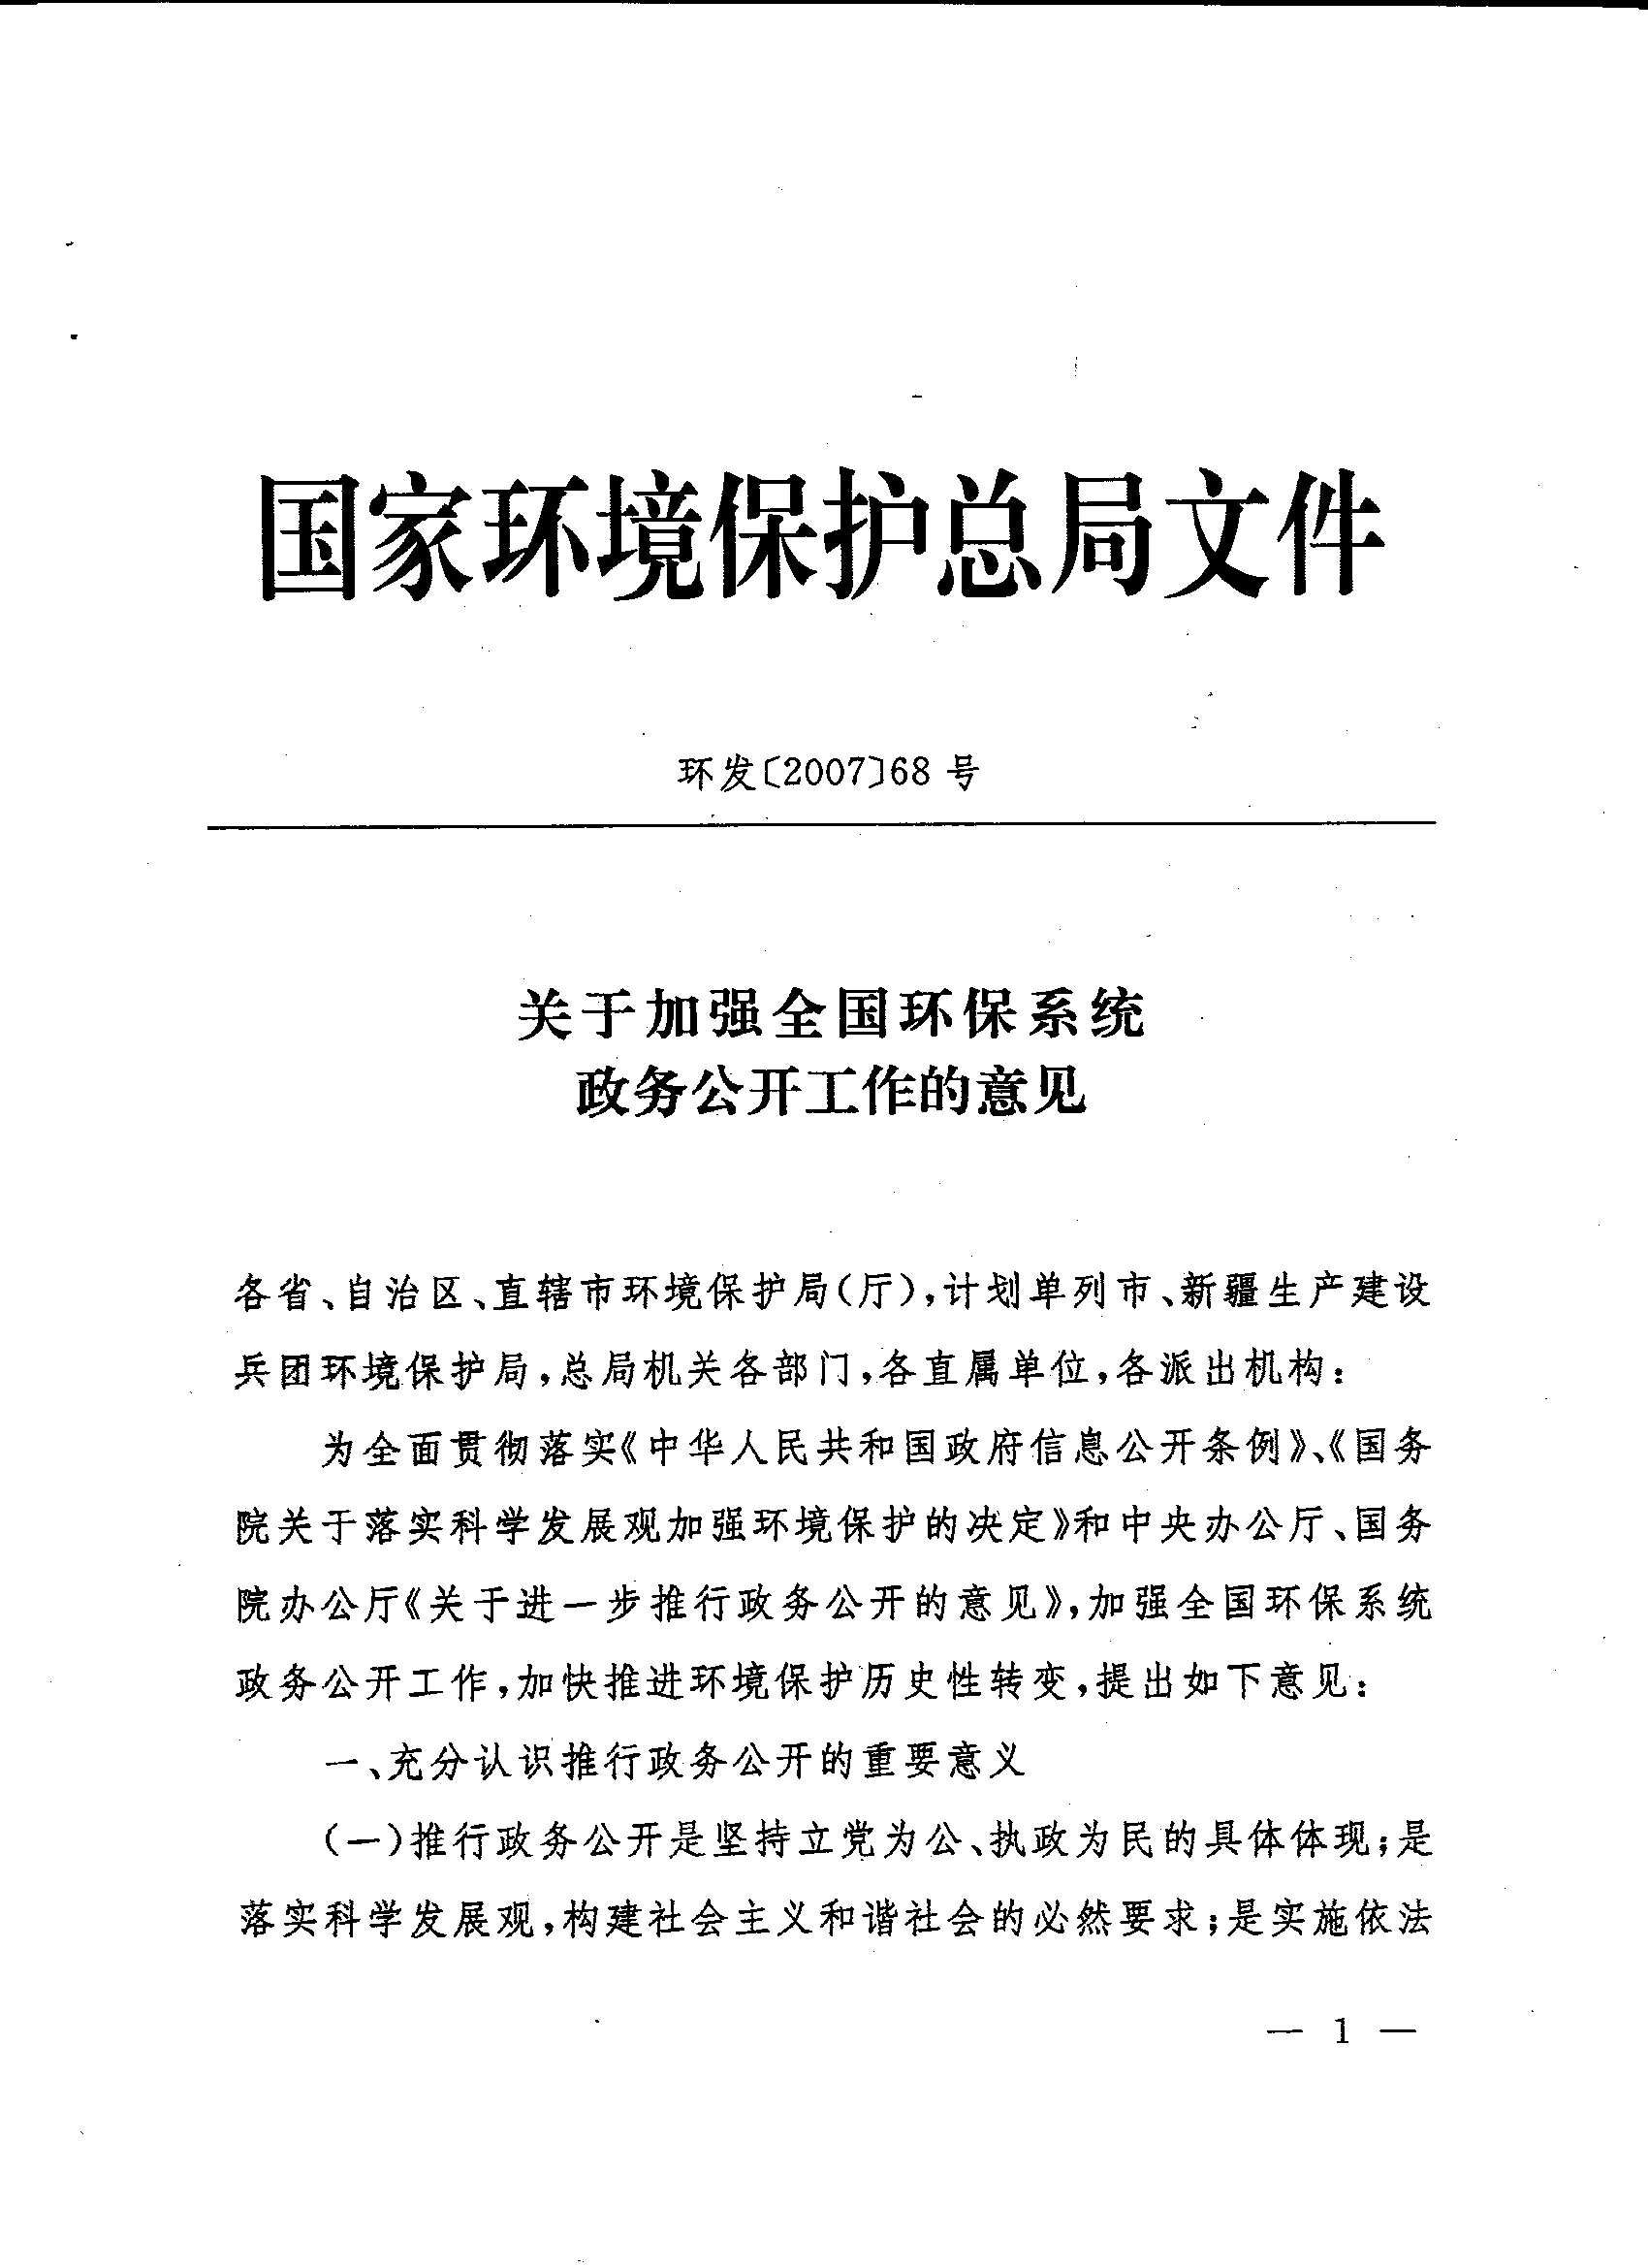 国家环境保护总局文件
环发〔2007〕68 号
关于加强全国环保系统
政务公开工作的意见
各省、自治区、直辖市环境保护局(厅),计划单列市、新疆生产建设
兵团环境保护局,总局机关各部门,各直属单位,各派出机构:
为全面贯彻落实《中华人民共和国政府信息公开条例》、《国务
院关于落实科学发展观加强环境保护的决定》和中央办公厅、国务
院办公厅《关于进一步推行政务公开的意见》,加强全国环保系统
政务公开工作,加快推进环境保护历史性转变,提出如下意见:
一、充分认识推行政务公开的重要意义
(一)推行政务公开是坚持立党为公、执政为民的具体体现;是
落实科学发展观,构建社会主义和谐社会的必然要求;是实施依法
— 1 —